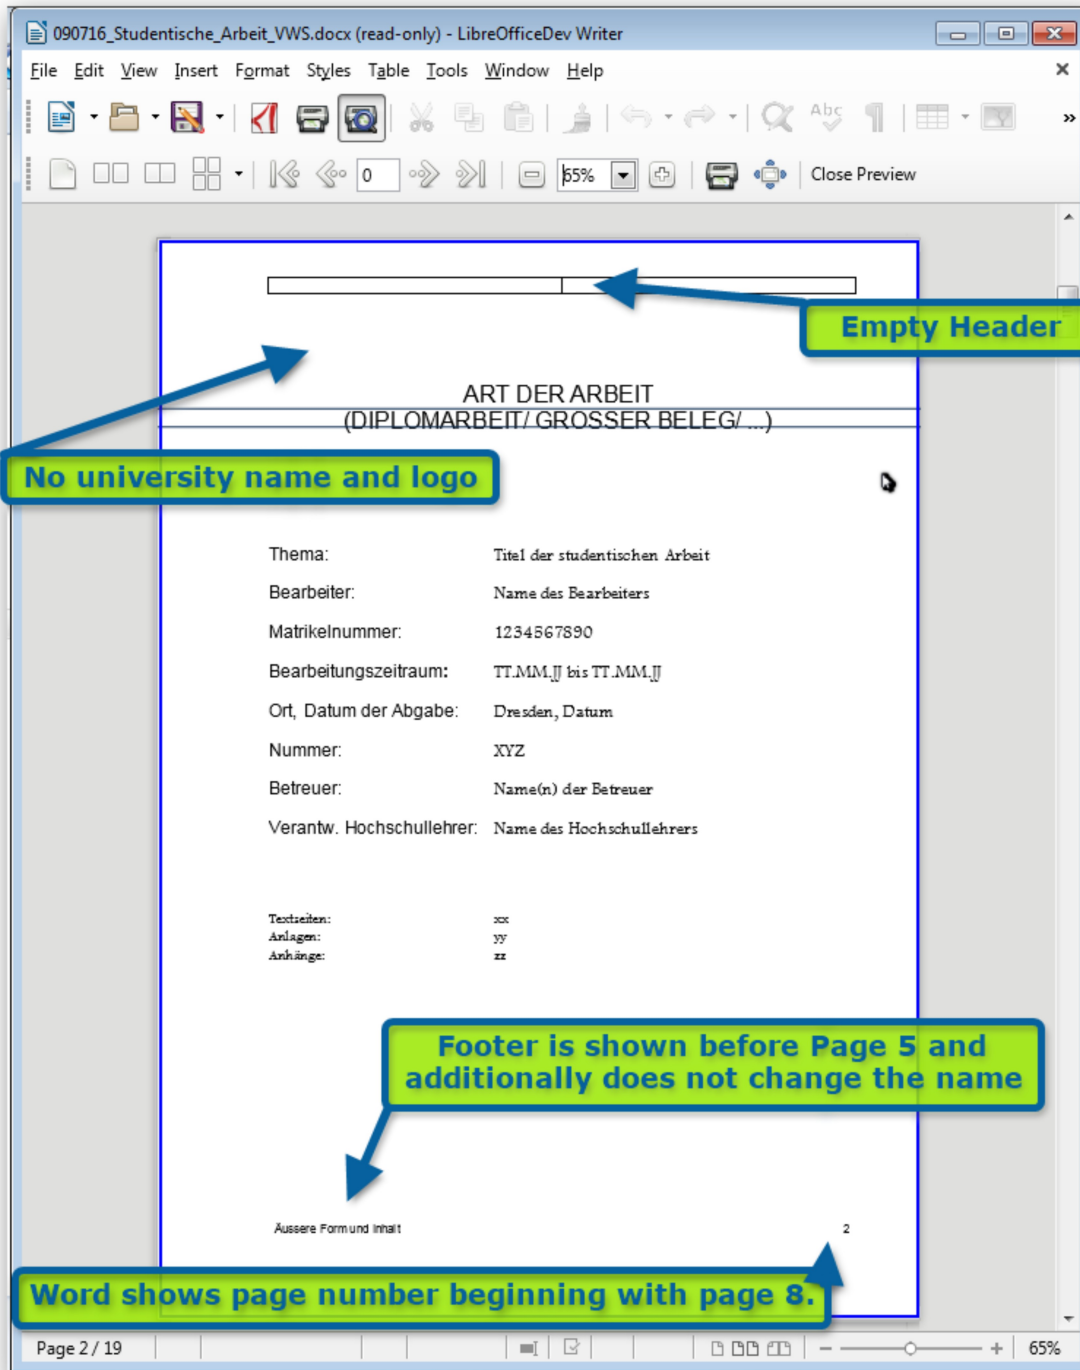 090716_Studentische_Arbeit_VWS.docx (read-only) - LibreOfficeDev Writer
File Edit View Insert Format Styles Table Tools Window Help
Abc
0
65%
Close Preview
Empty Header
ART DER ARBEIT
(DIPLOMARBEIT/ GROSSER BELEG/ ...)
No university name and logo
Thema: Titel der studentischen Arbeit
Bearbeiter: Name des Bearbeiters
Matrikelnummer: 1234567890
Bearbeitungszeitraum: TT.MM.JJ bis TT.MM.JJ
Ort, Datum der Abgabe: Dresden, Datum
Nummer: XYZ
Betreuer: Name(n) der Betreuer
Verantw. Hochschullehrer: Name des Hochschullehrers
Textseiten: xx
Anlagen: yy
Anhänge: zz
Footer is shown before Page 5 and
additionally does not change the name
Äussere Form und Inhalt 2
Word shows page number beginning with page 8.
Page 2 / 19
65%